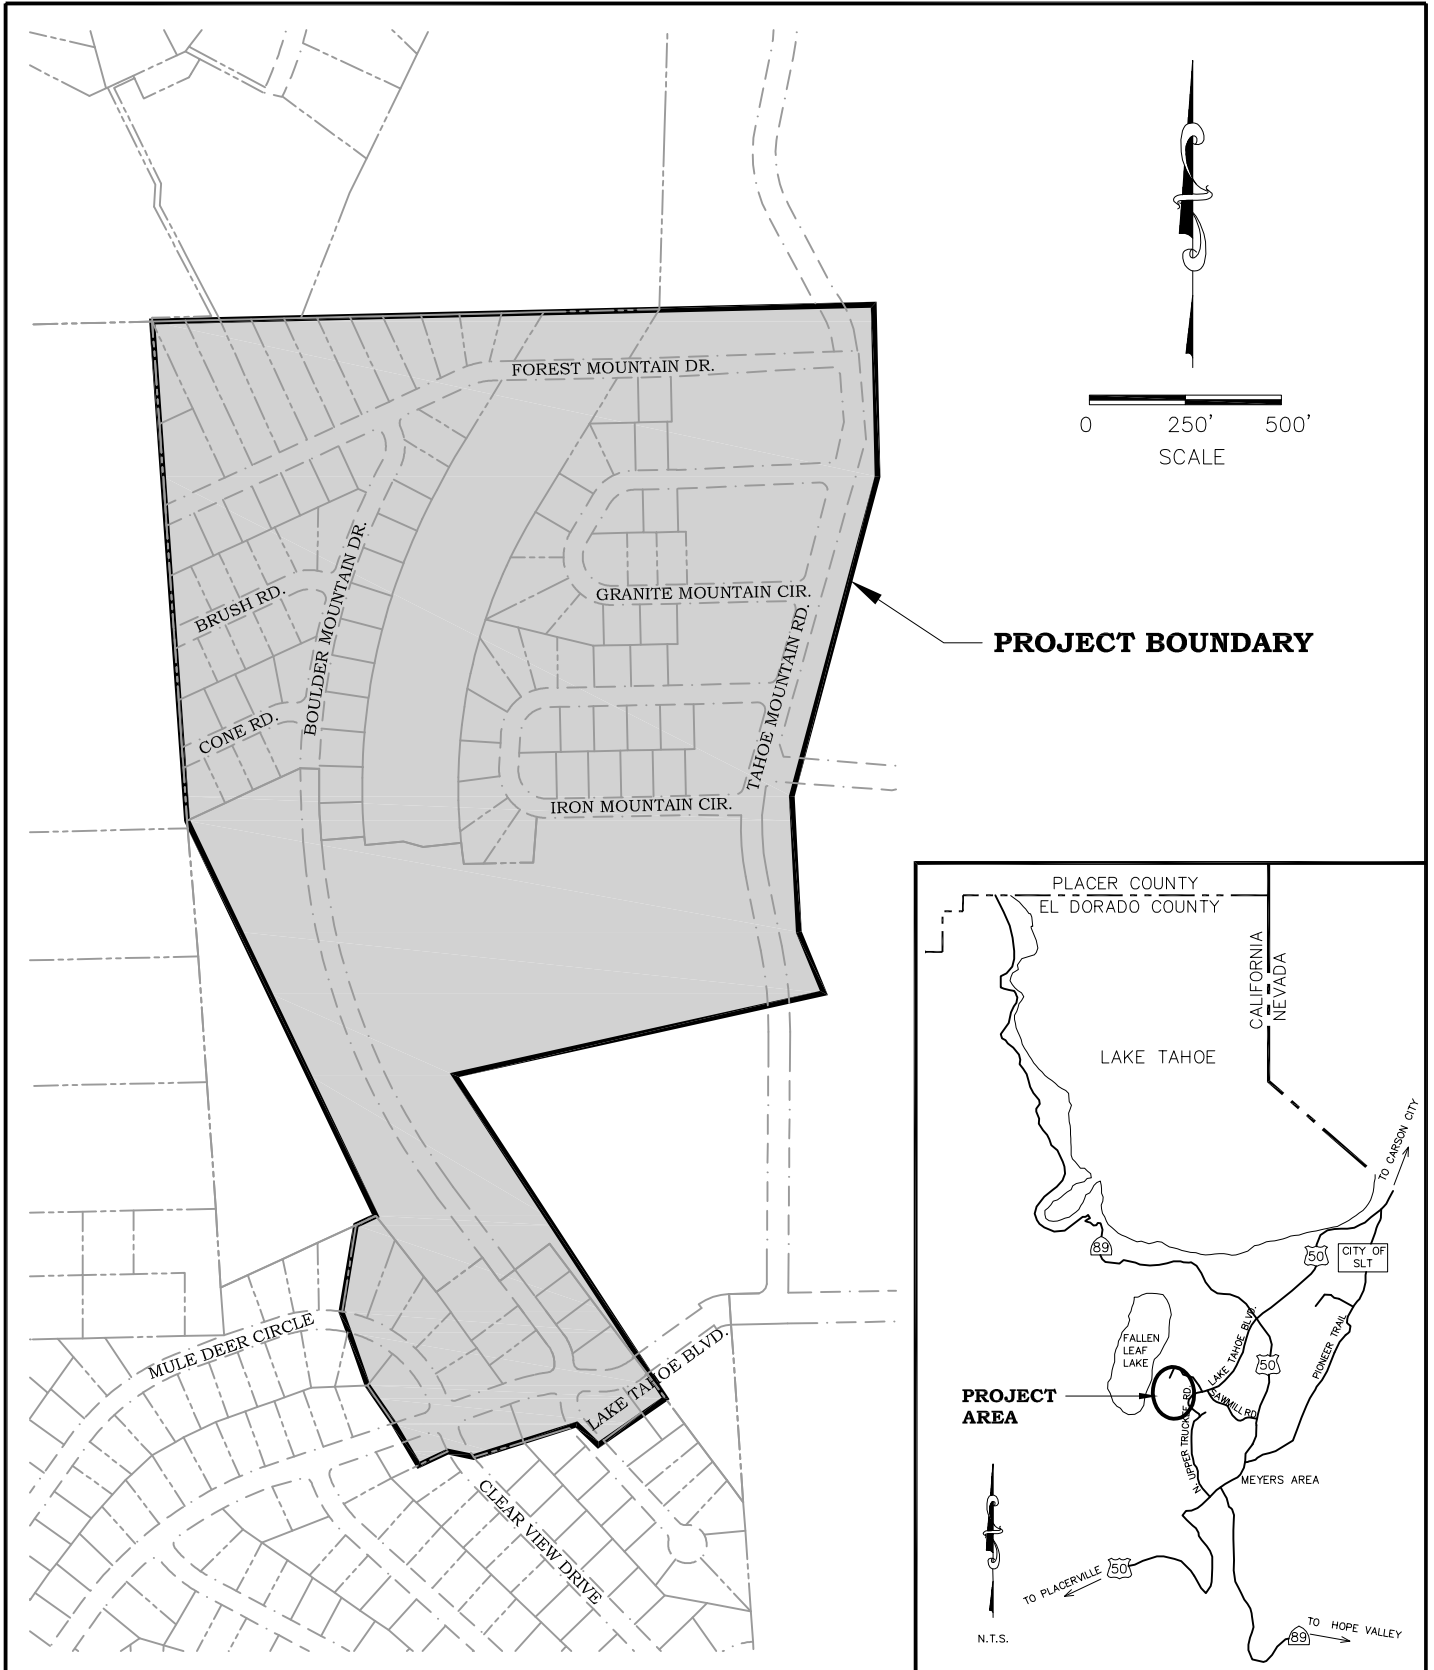 FOREST MOUNTAIN DR.
0 250' 500'
SCALE
BRUSH RD.
BOULDER MOUNTAIN DR.
GRANITE MOUNTAIN CIR.
TAHOE MOUNTAIN RD.
PROJECT BOUNDARY
CONE RD.
IRON MOUNTAIN CIR.
MULE DEER CIRCLE
LAKE TAHOE BLVD.
CLEAR VIEW DRIVE
PLACER COUNTY
EL DORADO COUNTY
CALIFORNIA
NEVADA
LAKE TAHOE
TO CARSON CITY
89
50
CITY OF
SLT
FALLEN
LEAF
LAKE
LAKE TAHOE BLVD.
50
PIONEER TRAIL
PROJECT
AREA
SAWMILL RD.
N. UPPER TRUCKEE RD.
MEYERS AREA
TO PLACERVILLE
50
N.T.S.
TO HOPE VALLEY
89